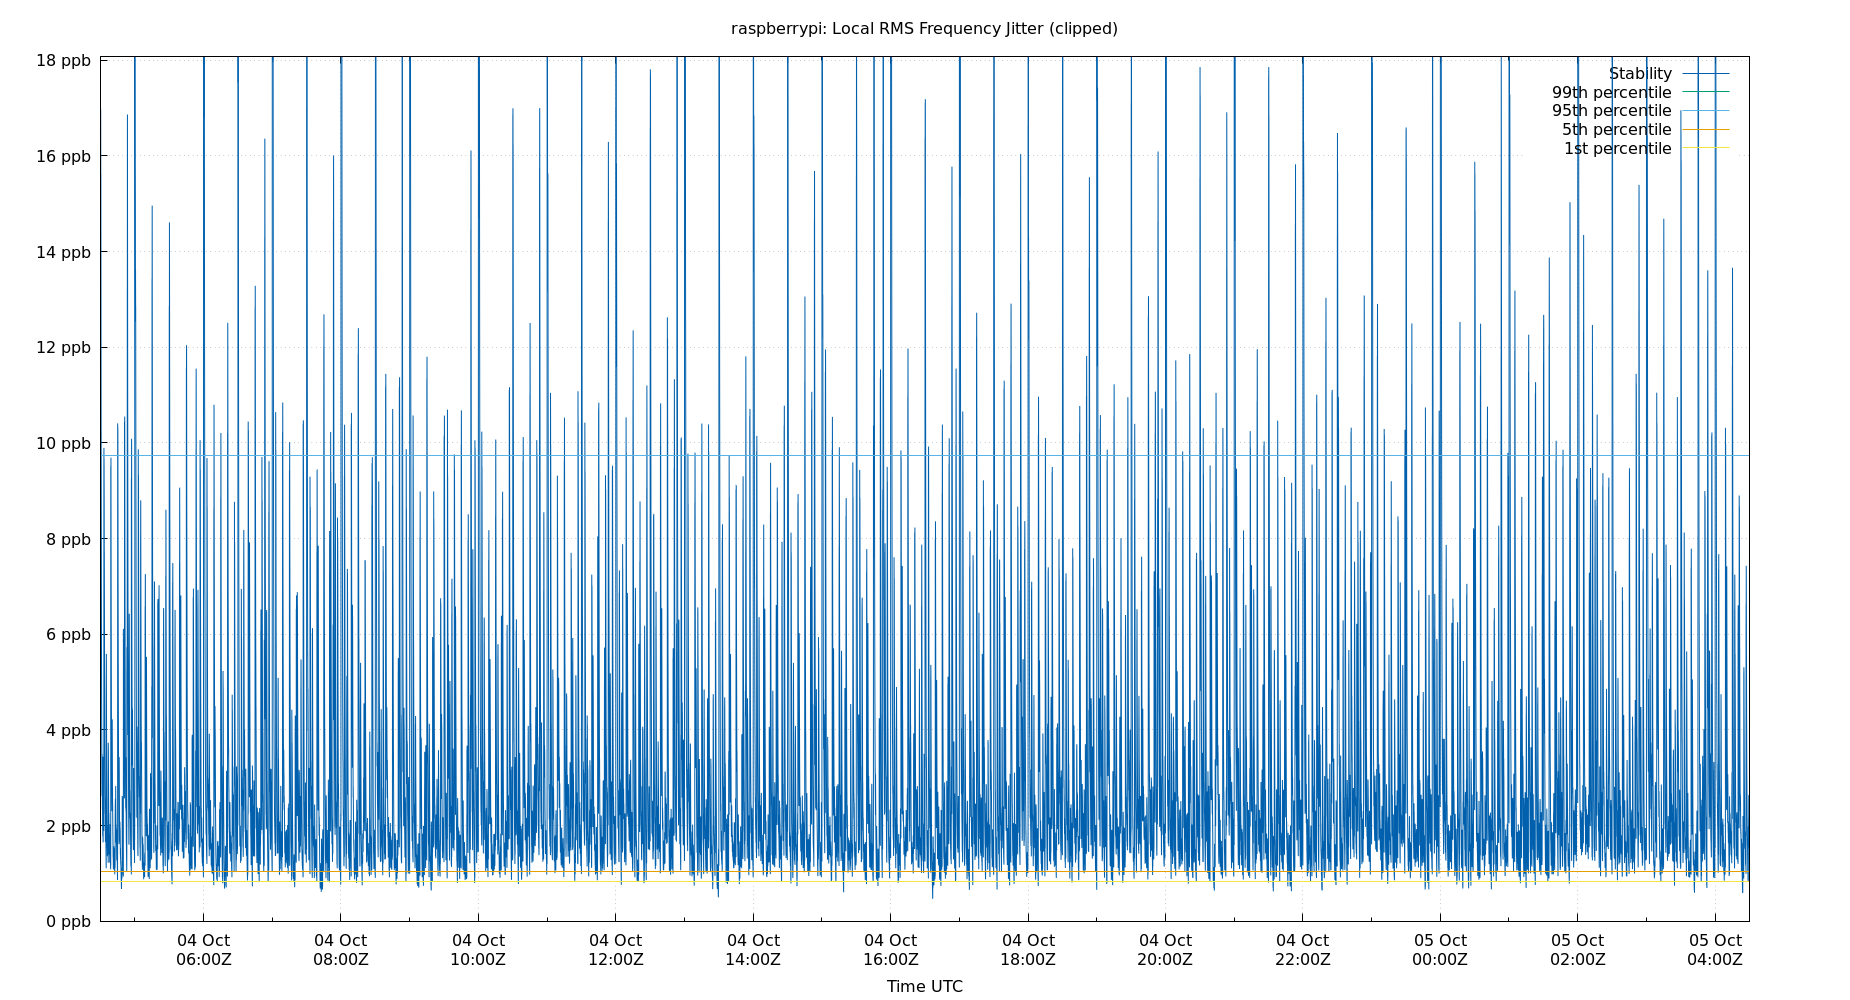 raspberrypi: Local RMS Frequency Jitter (clipped)
18 ppb
16 ppb
14 ppb
12 ppb
10 ppb
8 ppb
6 ppb
4 ppb
2 ppb
0 ppb
Stability
99th percentile
95th percentile
5th percentile
1st percentile
04 Oct 04 Oct 04 Oct 04 Oct 04 Oct 04 Oct 04 Oct 04 Oct 04 Oct 05 Oct 05 Oct 05 Oct
06:00Z 08:00Z 10:00Z 12:00Z 14:00Z 16:00Z 18:00Z 20:00Z 22:00Z 00:00Z 02:00Z 04:00Z
Time UTC